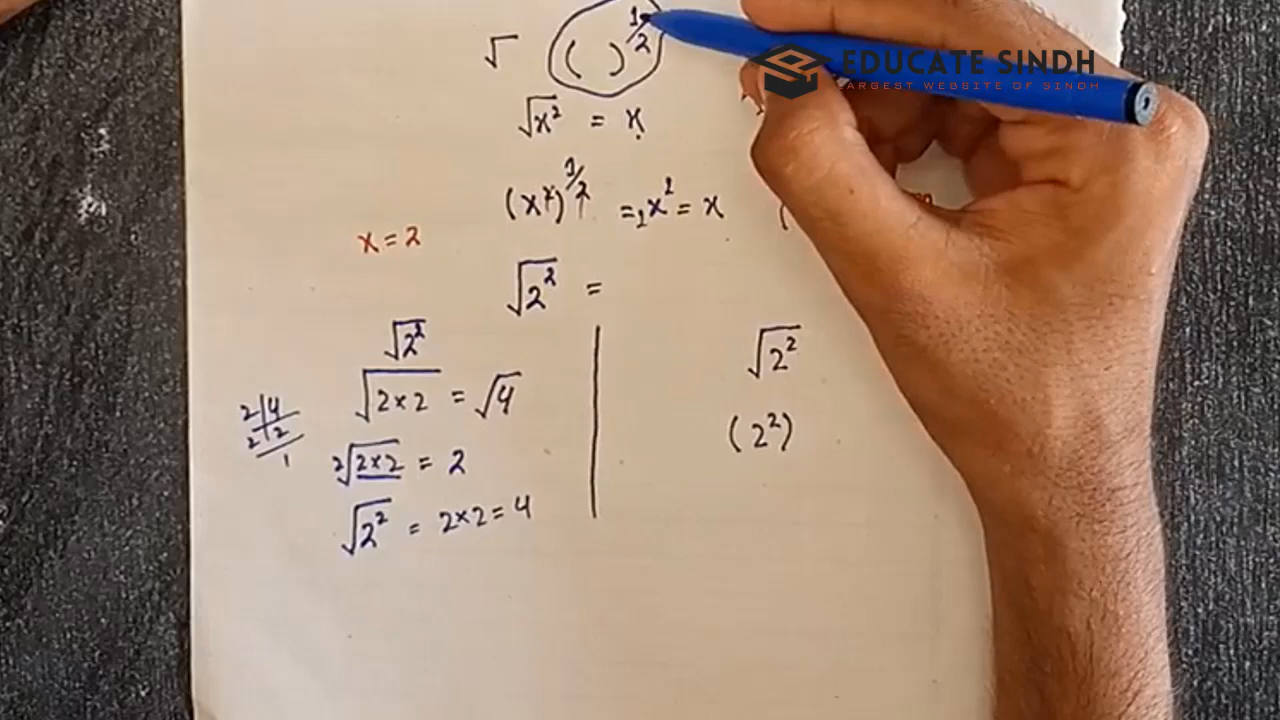 √ ( )^1/2
EDUCATE SINDH
LARGEST WEBSITE OF SINDH
√x² = x
(x²)^1/2 = ₁x² = x
x = 2
√2² =
√2²
√2×2 = √4
2|4
2|2
1
²√2×2 = 2
√2² = 2×2 = 4
√2²
(2²)